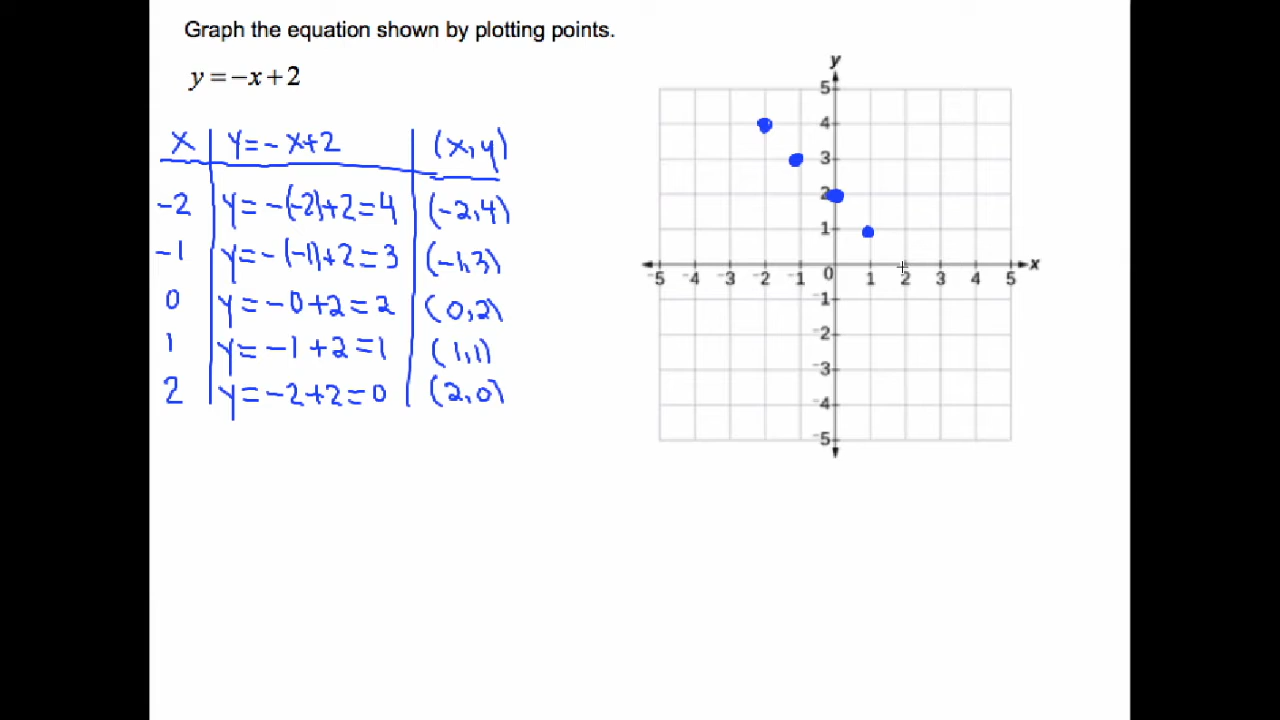 Graph the equation shown by plotting points.
y = −x + 2
x | y = -x+2 | (x,y)
-2 | y = -(-2)+2 = 4 | (-2,4)
-1 | y = -(-1)+2 = 3 | (-1,3)
0 | y = -0+2 = 2 | (0,2)
1 | y = -1+2 = 1 | (1,1)
2 | y = -2+2 = 0 | (2,0)
y
5
4
3
2
1
-5 -4 -3 -2 -1 0 1 2 3 4 5 x
-1
-2
-3
-4
-5